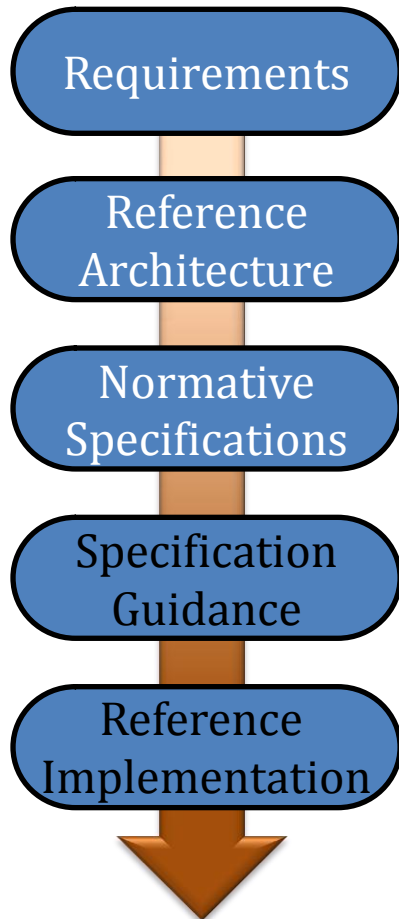 Requirements
Reference
Architecture
Normative
Specifications
Specification
Guidance
Reference
Implementation